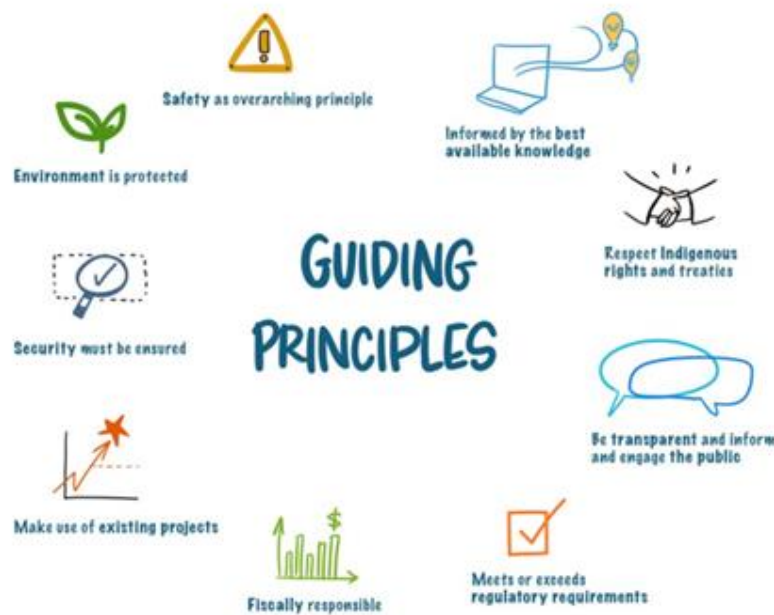 Safety as overarching principle
Informed by the best
available knowledge
Environment is protected
Respect Indigenous
rights and treaties
GUIDING
PRINCIPLES
Security must be ensured
Be transparent and inform
and engage the public
Make use of existing projects
$
Fiscally responsible
Meets or exceeds
regulatory requirements